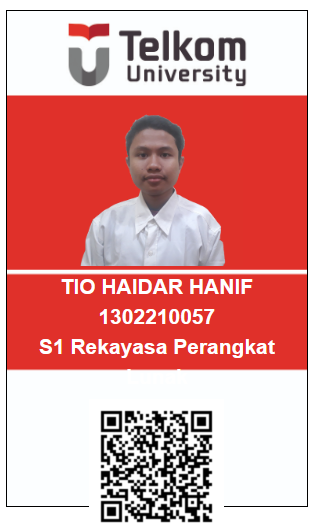 Telkom
University
TIO HAIDAR HANIF
1302210057
S1 Rekayasa Perangkat